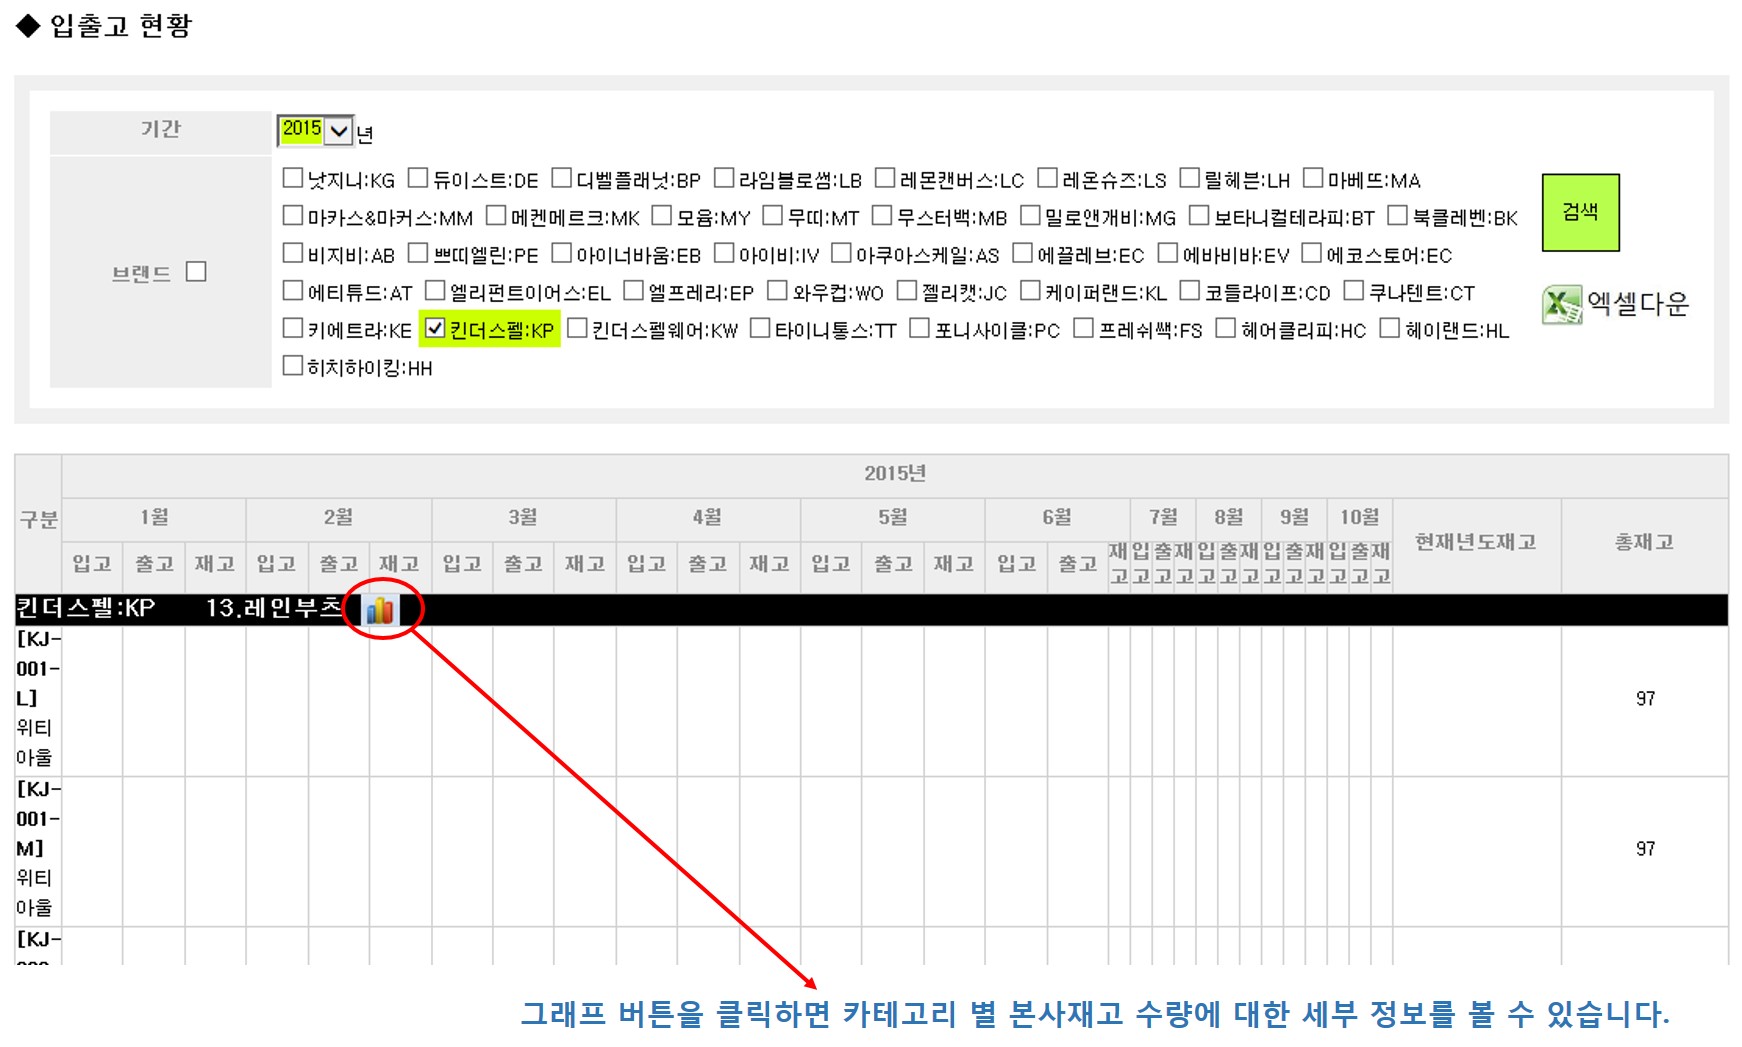 ◆ 입출고 현황
기간 2015 년
낫지니:KG 듀이스트:DE 디벨플래넛:BP 라임블로썸:LB 레몬캔버스:LC 레온슈즈:LS 릴헤븐:LH 마베뜨:MA
마카스&마커스:MM 메켄메르크:MK 모윰:MY 무띠:MT 무스터백:MB 밀로앤개비:MG 보타니컬테라피:BT 북클레벤:BK
검색
비지비:AB 쁘띠엘린:PE 아이너바움:EB 아이비:IV 아쿠아스케일:AS 에끌레브:EC 에바비바:EV 에코스토어:EC
브랜드
에티튜드:AT 엘리펀트이어스:EL 엘프레리:EP 와우컵:WO 젤리캣:JC 케이퍼랜드:KL 코들라이프:CD 쿠나텐트:CT
엑셀다운
키에트라:KE 킨더스펠:KP 킨더스펠웨어:KW 타이니통스:TT 포니사이클:PC 프레쉬쌕:FS 헤어클리피:HC 헤이랜드:HL
히치하이킹:HH
2015년
구분 1월 2월 3월 4월 5월 6월 7월 8월 9월 10월 현재년도재고 총재고
입고 출고 재고 입고 출고 재고 입고 출고 재고 입고 출고 재고 입고 출고 재고 입고 출고 재고 입고 출고 재고 입고 출고 재고 입고 출고 재고 입고 출고 재고
킨더스펠:KP 13.레인부츠
[KJ-
001-
L] 97
위티
아울
[KJ-
001-
M] 97
위티
아울
[KJ-
그래프 버튼을 클릭하면 카테고리 별 본사재고 수량에 대한 세부 정보를 볼 수 있습니다.